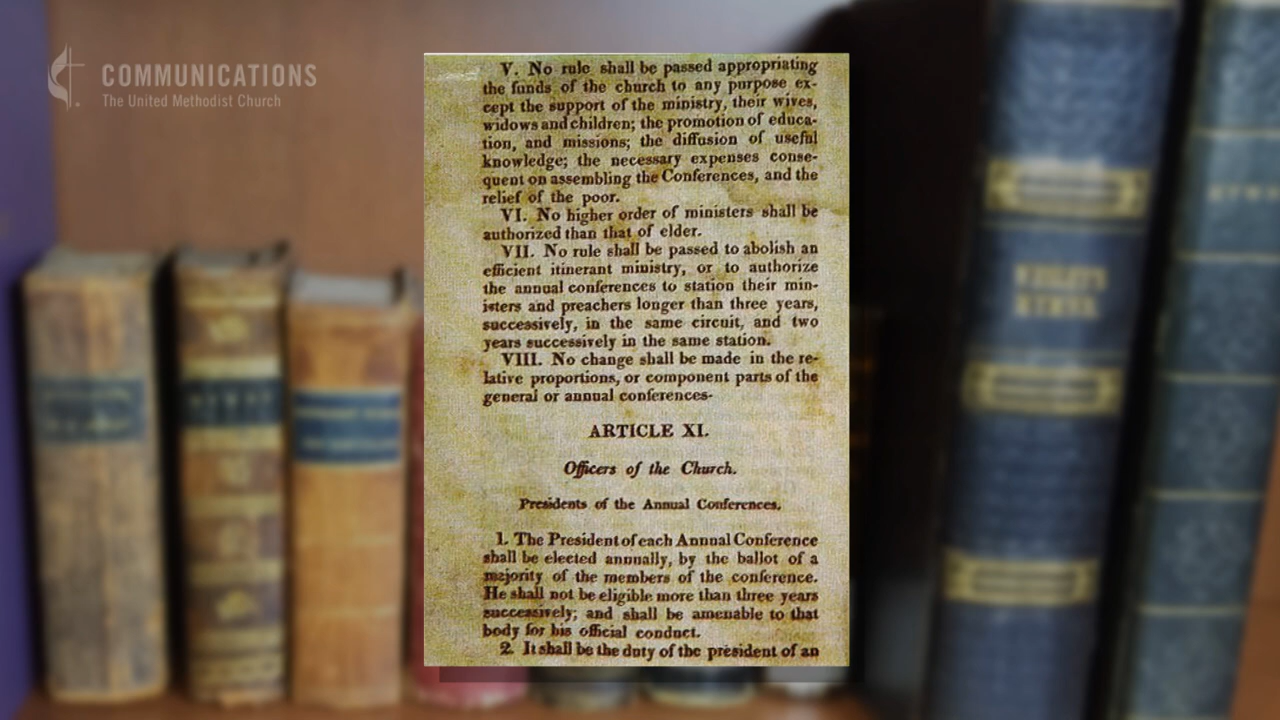 COMMUNICATIONS
The United Methodist Church
V. No rule shall be passed appropriating
the funds of the church to any purpose ex-
cept the support of the ministry, their wives,
widows and children; the promotion of educa-
tion, and missions; the diffusion of useful
knowledge; the necessary expenses conse-
quent on assembling the Conferences, and the
relief of the poor.
VI. No higher order of ministers shall be
authorized than that of elder.
VII. No rule shall be passed to abolish an
efficient itinerant ministry, or to authorize
the annual conferences to station their min-
isters and preachers longer than three years,
successively, in the same circuit, and two
years successively in the same station.
VIII. No change shall be made in the re-
lative proportions, or component parts of the
general or annual conferences-
ARTICLE XI.
Officers of the Church.
Presidents of the Annual Conferences.
1. The President of each Annual Conference
shall be elected annually, by the ballot of a
majority of the members of the conference.
He shall not be eligible more than three years
successively; and shall be amenable to that
body for his official conduct.
2. It shall be the duty of the president of an